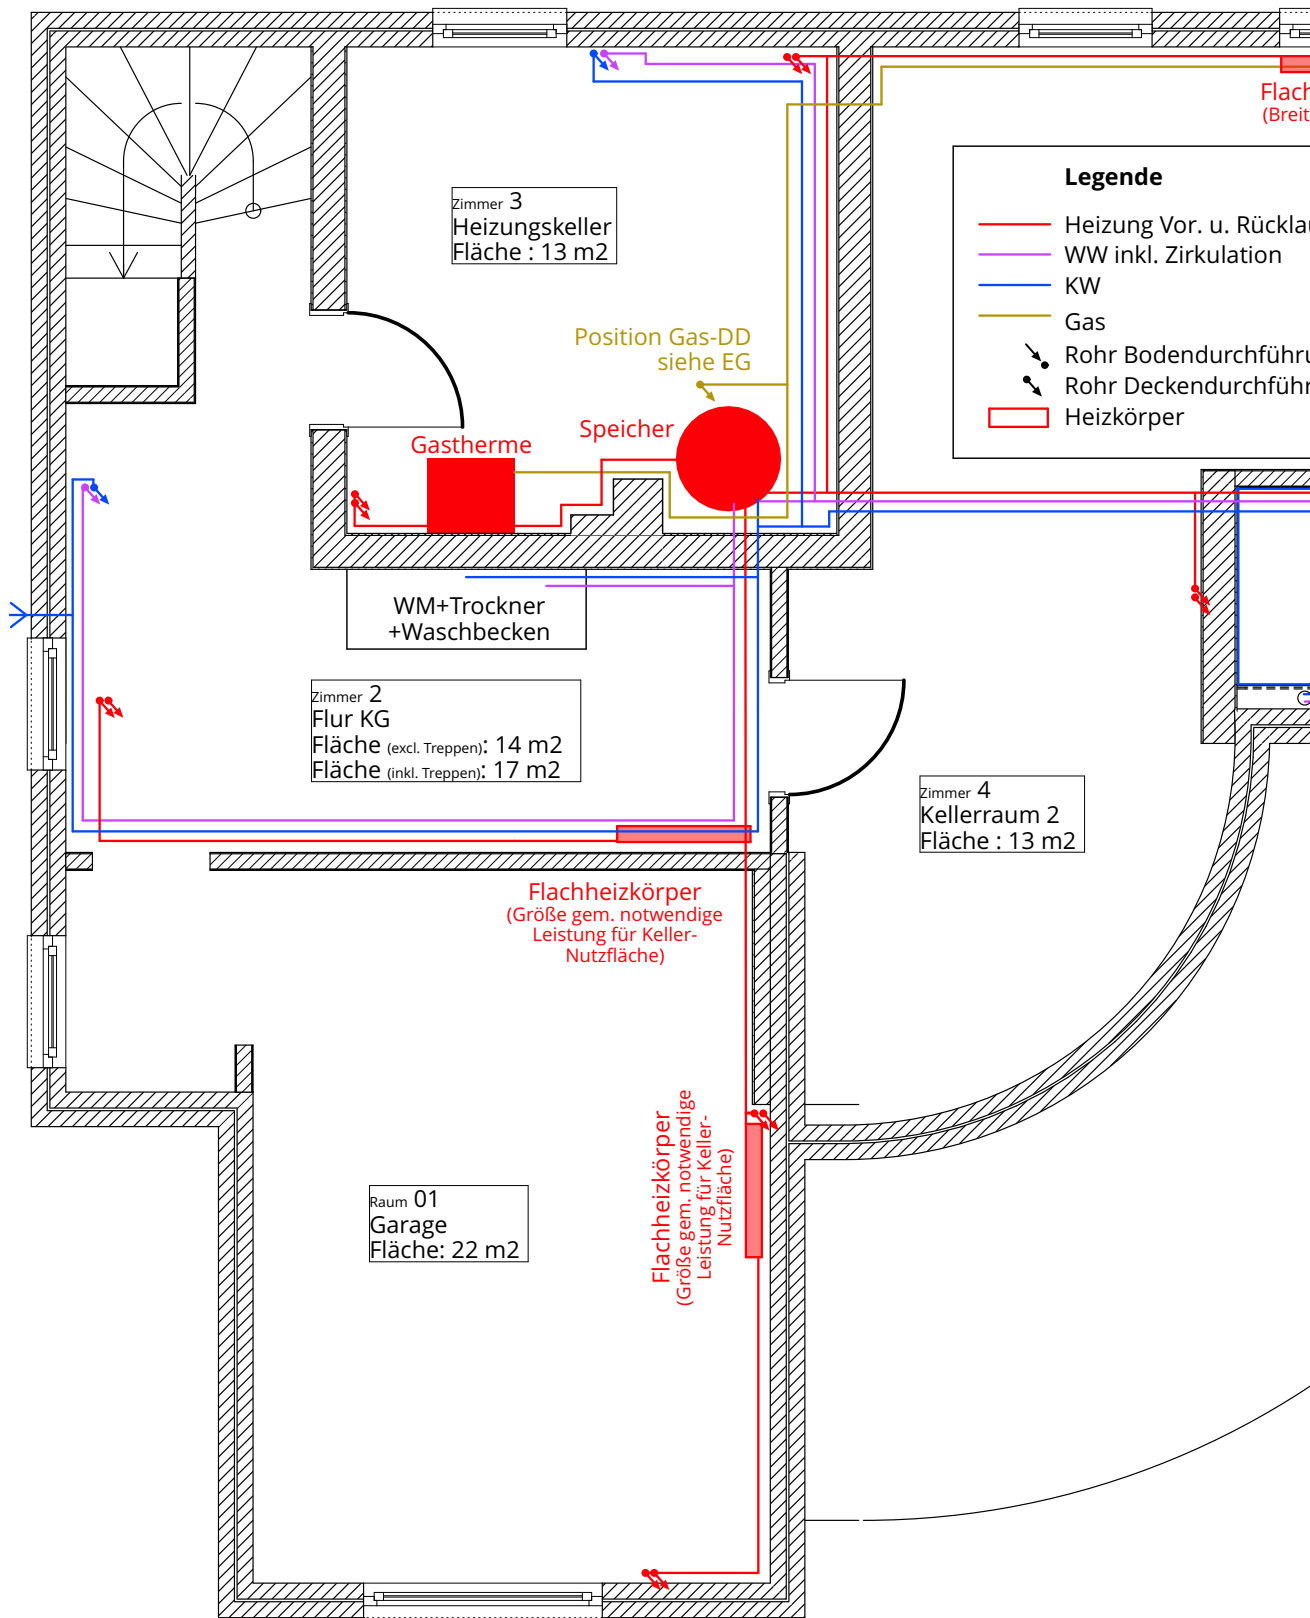 Flach
(Breit
Legende
Heizung Vor. u. Rückla
WW inkl. Zirkulation
KW
Gas
Rohr Bodendurchführu
Rohr Deckendurchführ
Heizkörper
Zimmer 3
Heizungskeller
Fläche : 13 m2
Position Gas-DD
siehe EG
Speicher
Gastherme
WM+Trockner
+Waschbecken
Zimmer 2
Flur KG
Fläche (excl. Treppen): 14 m2
Fläche (inkl. Treppen): 17 m2
Zimmer 4
Kellerraum 2
Fläche : 13 m2
Flachheizkörper
(Größe gem. notwendige
Leistung für Keller-
Nutzfläche)
Flachheizkörper
(Größe gem. notwendige
Leistung für Keller-
Nutzfläche)
Raum 01
Garage
Fläche: 22 m2